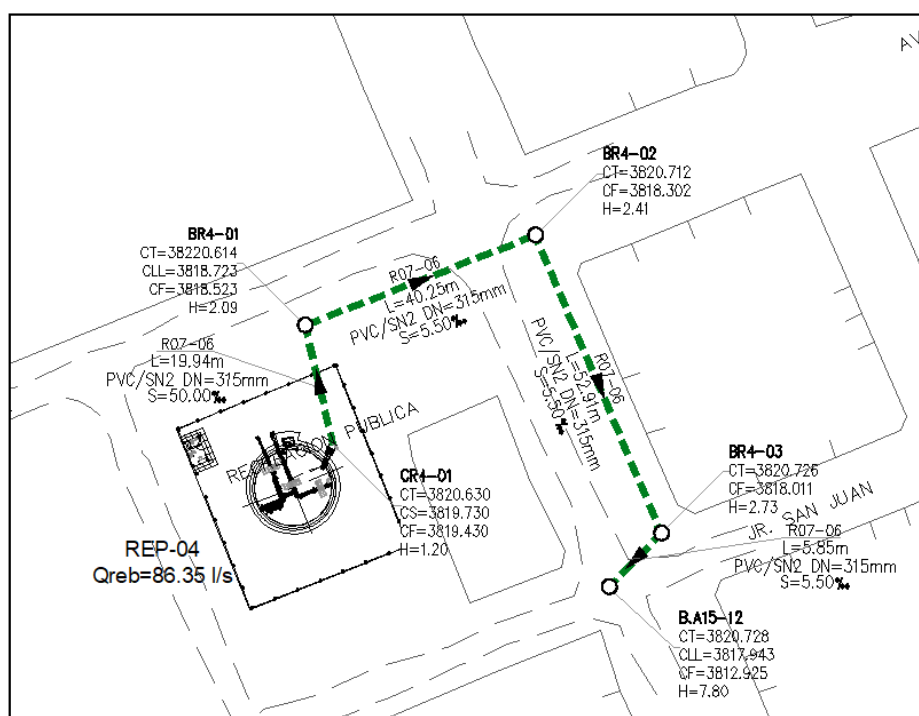 AV
BR4-02
CT=3820.712
CF=3818.302
H=2.41
BR4-01
CT=38220.614
CLL=3818.723
CF=3818.523
H=2.09
R07-06
L=40.25m
PVC/SN2 DN=315mm
S=5.50‰
R07-06
L=19.94m
PVC/SN2 DN=315mm
S=50.00‰
R07-06
L=52.91m
PVC/SN2 DN=315mm
S=5.50‰
PUBLICA
CR4-01
CT=3820.630
CS=3819.730
CF=3819.430
H=1.20
BR4-03
CT=3820.726
CF=3818.011
H=2.73
JR. SAN JUAN
R07-06
L=5.85m
PVC/SN2 DN=315mm
S=5.50‰
REP-04
Qreb=86.35 l/s
B.A15-12
CT=3820.728
CLL=3817.943
CF=3812.925
H=7.80